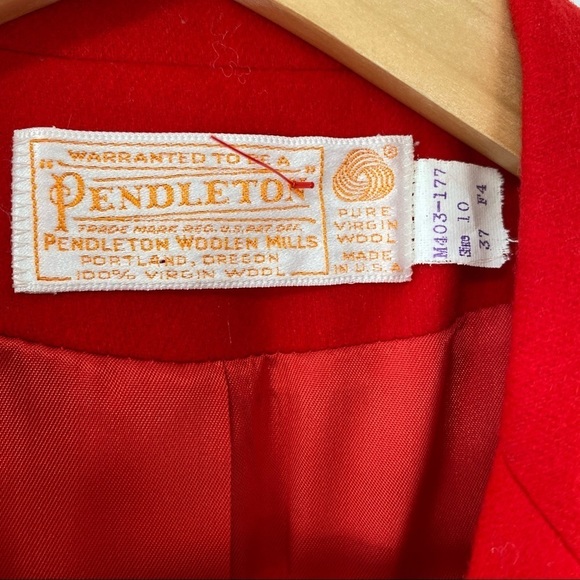 WARRANTED TO BE A
"PENDLETON"
TRADE MARK REG. U.S. PAT. OFF.
PENDLETON WOOLEN MILLS
PORTLAND, OREGON
100% VIRGIN WOOL
®
PURE
VIRGIN
WOOL
MADE
IN U.S.A.
M403-177
SIZE 10 F4
37